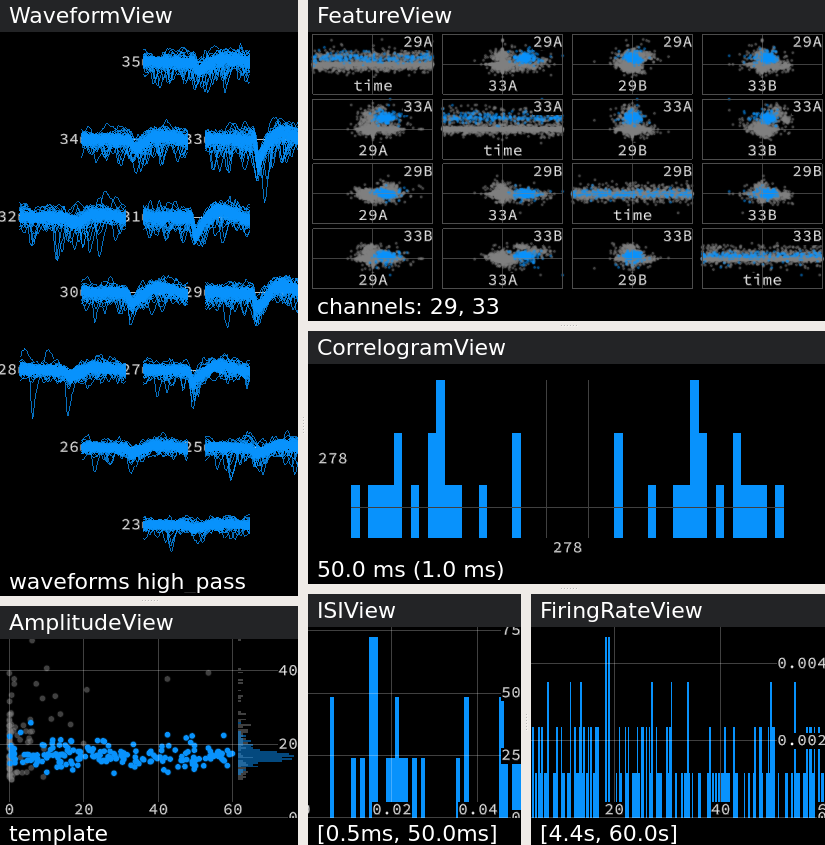 WaveformView
35
34 33
32 31
30 29
28 27
26 25
23
waveforms high_pass
FeatureView
29A 29A 29A 29A
time 33A 29B 33B
33A 33A 33A 33A
29A time 29B 33B
29B 29B 29B 29B
29A 33A time 33B
33B 33B 33B 33B
29A 33A 29B time
channels: 29, 33
CorrelogramView
278
278
50.0 ms (1.0 ms)
AmplitudeView
40
20
0
0 20 40 60
template
ISIView
75
50
25
0.02 0.04
[0.5ms, 50.0ms]
FiringRateView
0.004
0.002
20 40
[4.4s, 60.0s]